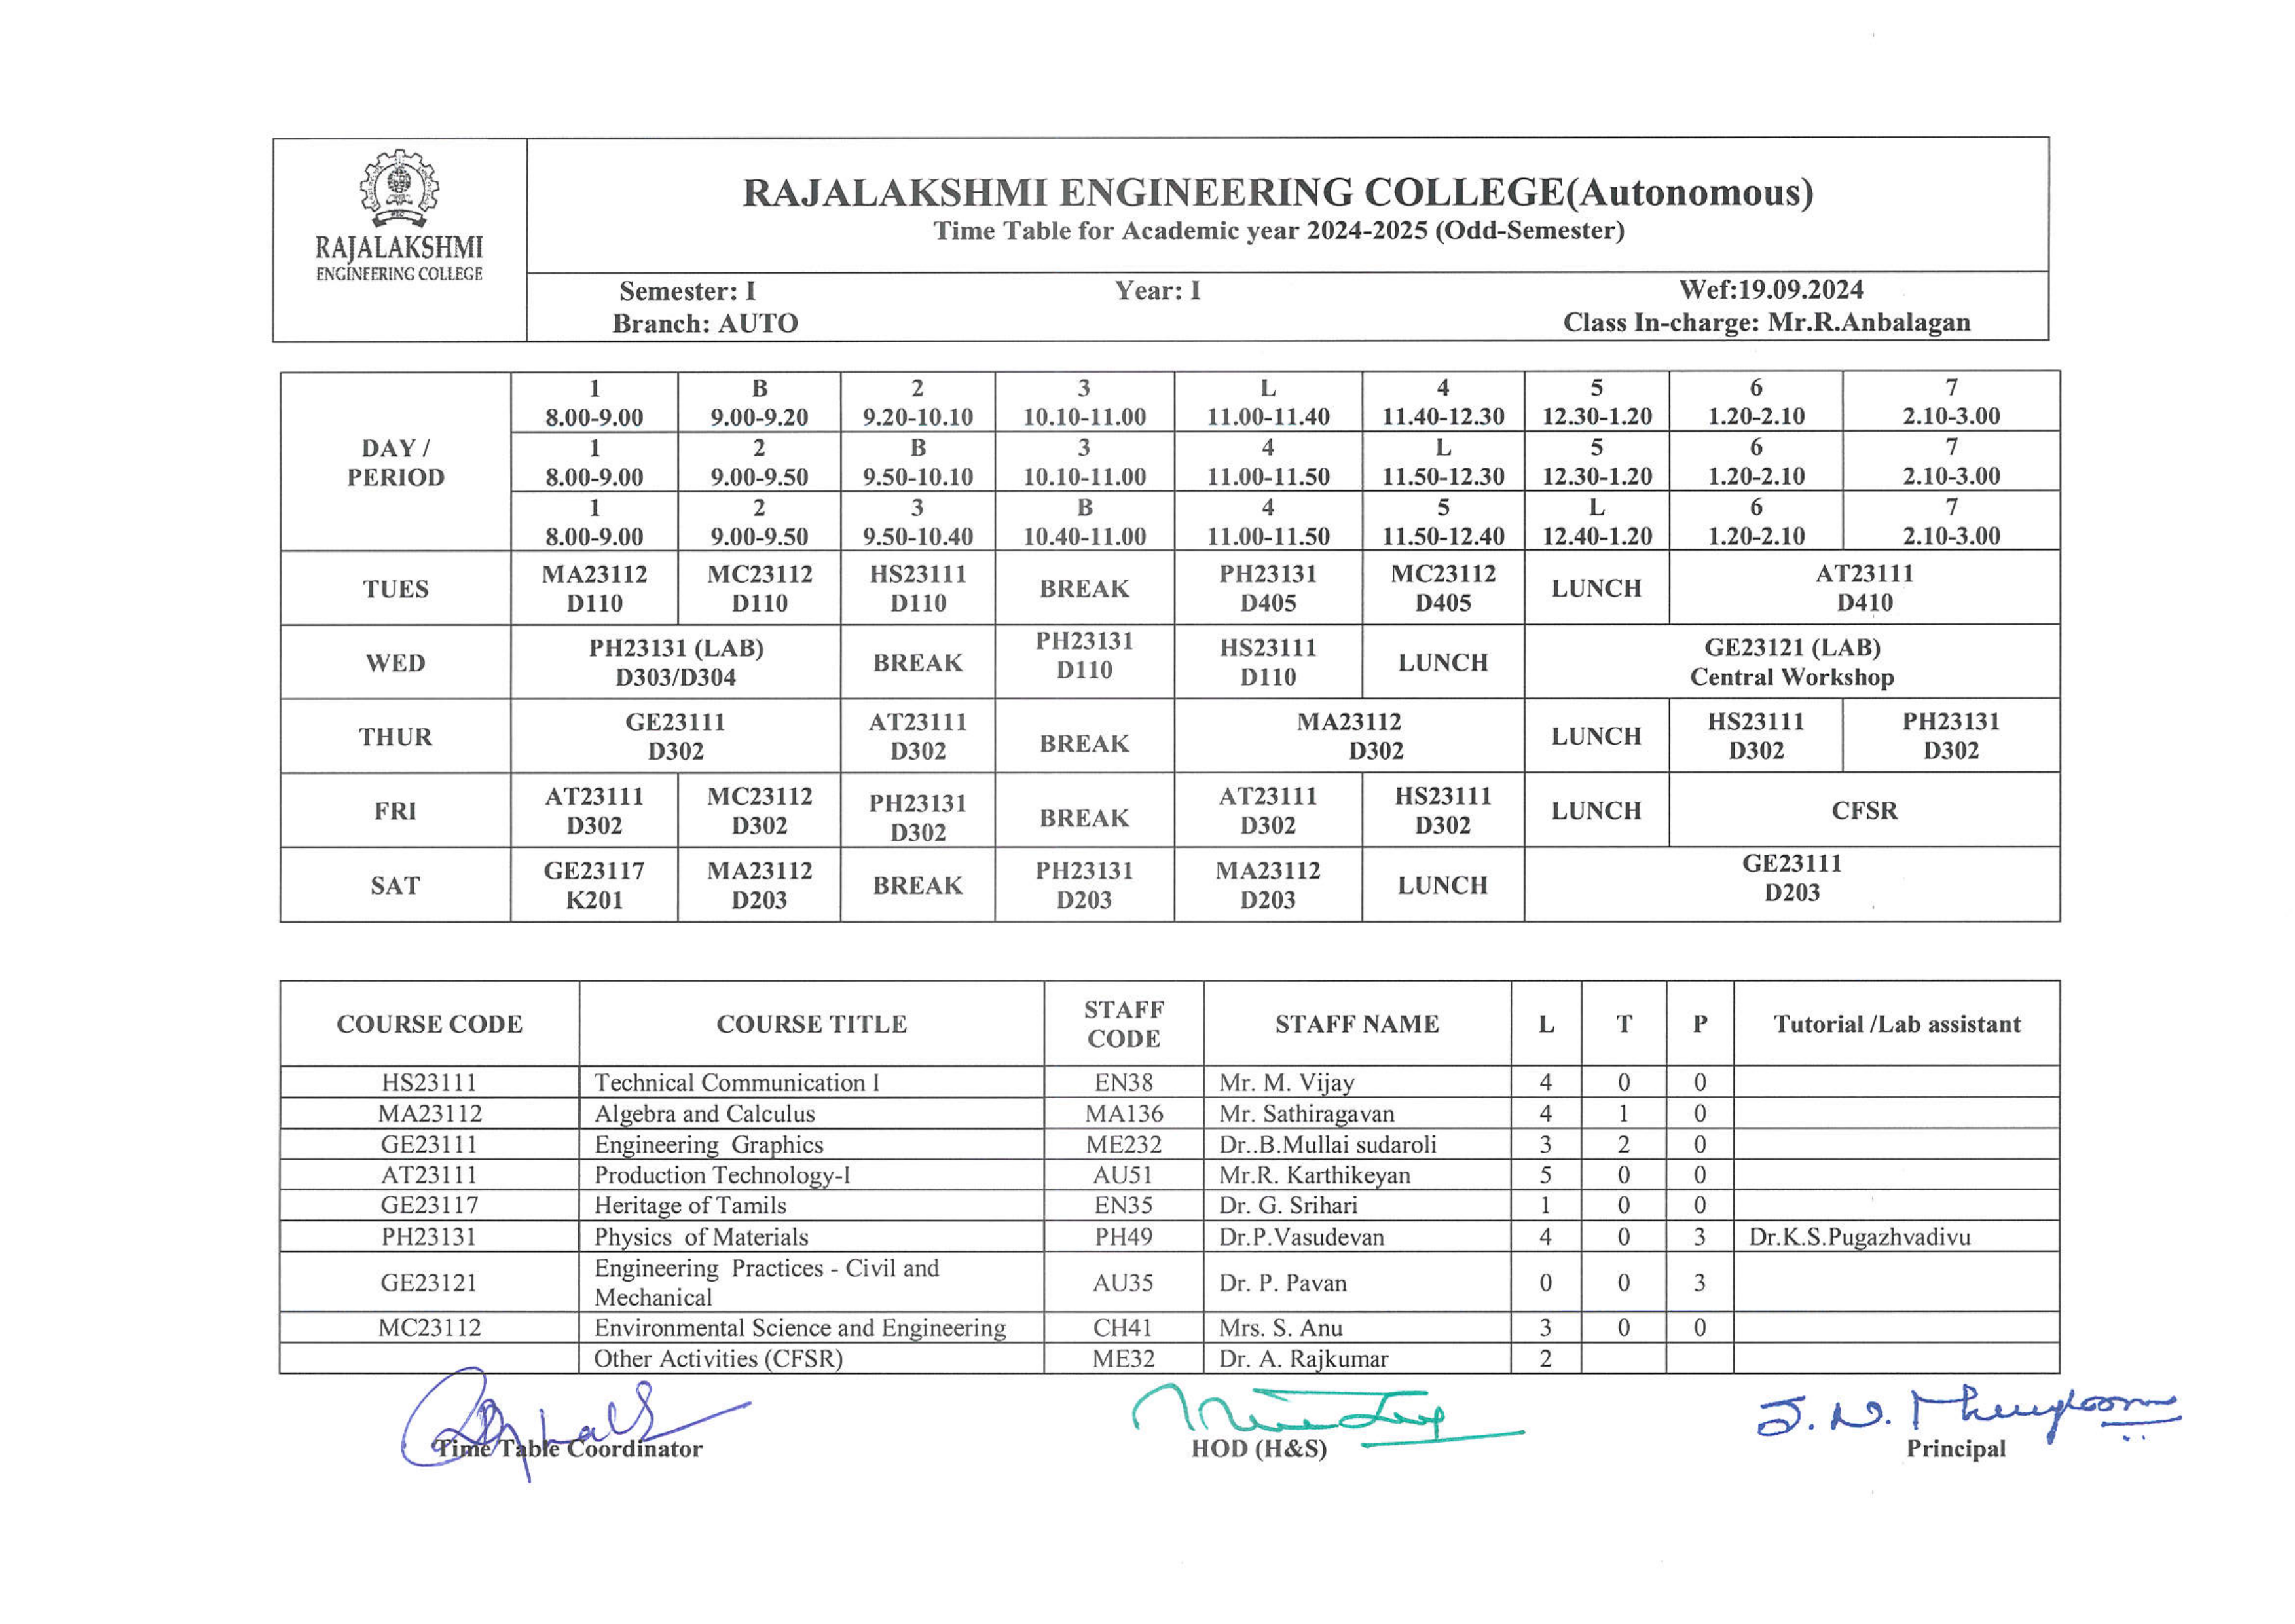 RAJALAKSHMI
ENGINEERING COLLEGE
RAJALAKSHMI ENGINEERING COLLEGE(Autonomous)
Time Table for Academic year 2024-2025 (Odd-Semester)
Semester: I Year: I Wef:19.09.2024
Branch: AUTO Class In-charge: Mr.R.Anbalagan
DAY / PERIOD
1 B 2 3 L 4 5 6 7
8.00-9.00 9.00-9.20 9.20-10.10 10.10-11.00 11.00-11.40 11.40-12.30 12.30-1.20 1.20-2.10 2.10-3.00
1 2 B 3 4 L 5 6 7
8.00-9.00 9.00-9.50 9.50-10.10 10.10-11.00 11.00-11.50 11.50-12.30 12.30-1.20 1.20-2.10 2.10-3.00
1 2 3 B 4 5 L 6 7
8.00-9.00 9.00-9.50 9.50-10.40 10.40-11.00 11.00-11.50 11.50-12.40 12.40-1.20 1.20-2.10 2.10-3.00
TUES MA23112 D110 MC23112 D110 HS23111 D110 BREAK PH23131 D405 MC23112 D405 LUNCH AT23111 D410
WED PH23131 (LAB) D303/D304 BREAK PH23131 D110 HS23111 D110 LUNCH GE23121 (LAB) Central Workshop
THUR GE23111 D302 AT23111 D302 BREAK MA23112 D302 LUNCH HS23111 D302 PH23131 D302
FRI AT23111 D302 MC23112 D302 PH23131 D302 BREAK AT23111 D302 HS23111 D302 LUNCH CFSR
SAT GE23117 K201 MA23112 D203 BREAK PH23131 D203 MA23112 D203 LUNCH GE23111 D203
COURSE CODE COURSE TITLE STAFF CODE STAFF NAME L T P Tutorial /Lab assistant
HS23111 Technical Communication I EN38 Mr. M. Vijay 4 0 0
MA23112 Algebra and Calculus MA136 Mr. Sathiragavan 4 1 0
GE23111 Engineering Graphics ME232 Dr..B.Mullai sudaroli 3 2 0
AT23111 Production Technology-I AU51 Mr.R. Karthikeyan 5 0 0
GE23117 Heritage of Tamils EN35 Dr. G. Srihari 1 0 0
PH23131 Physics of Materials PH49 Dr.P.Vasudevan 4 0 3 Dr.K.S.Pugazhvadivu
GE23121 Engineering Practices - Civil and Mechanical AU35 Dr. P. Pavan 0 0 3
MC23112 Environmental Science and Engineering CH41 Mrs. S. Anu 3 0 0
Other Activities (CFSR) ME32 Dr. A. Rajkumar 2
Time Table Coordinator HOD (H&S) Principal